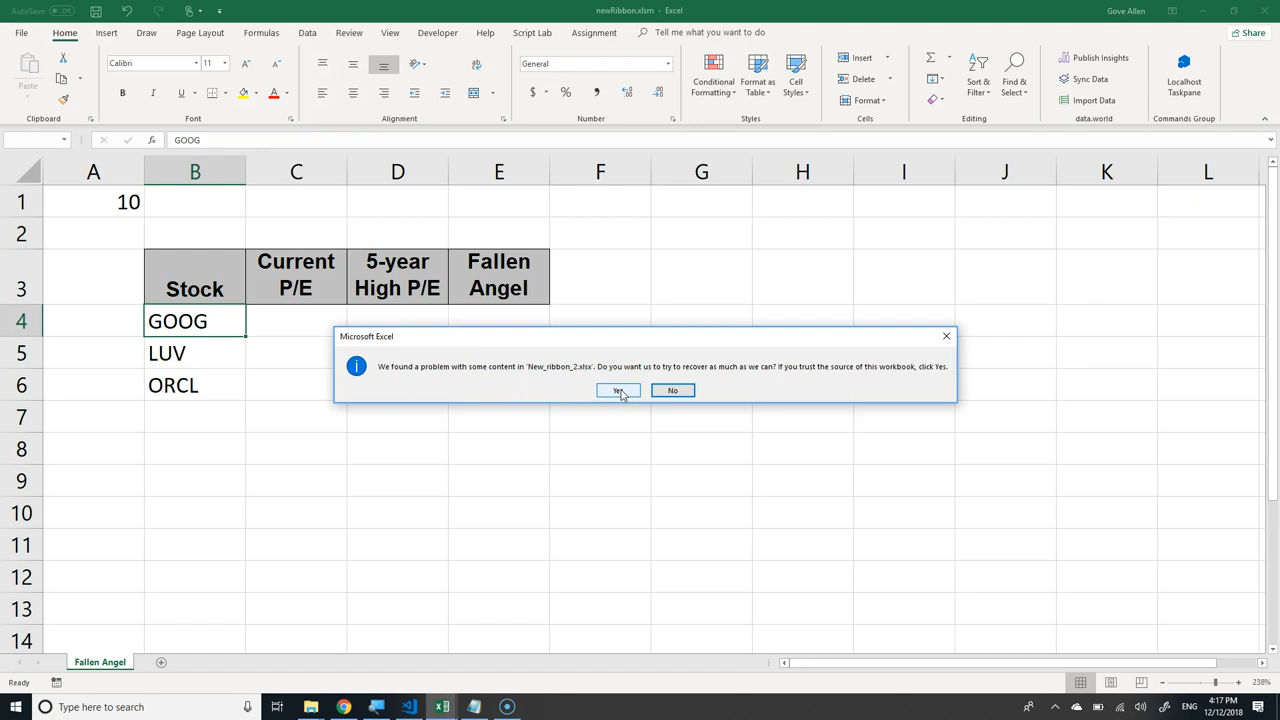 AutoSave Off
newRibbon.xlsm - Excel
Gove Allen
File Home Insert Draw Page Layout Formulas Data Review View Developer Help Script Lab Assignment Tell me what you want to do Share
Paste
Calibri 11
B I U
General
$ % ,
Conditional Formatting
Format as Table
Cell Styles
Insert
Delete
Format
Sort & Filter
Find & Select
Publish Insights
Sync Data
Import Data
Localhost Taskpane
Clipboard Font Alignment Number Styles Cells Editing data.world Commands Group
fx GOOG
A B C D E F G H I J K L
1 10
2
3 Stock Current P/E 5-year High P/E Fallen Angel
4 GOOG
5 LUV
6 ORCL
7
8
9
10
11
12
13
14
Microsoft Excel
We found a problem with some content in 'New_ribbon_2.xlsx'. Do you want us to try to recover as much as we can? If you trust the source of this workbook, click Yes.
Yes No
Fallen Angel
Ready
238%
Type here to search
ENG
4:17 PM
12/12/2018